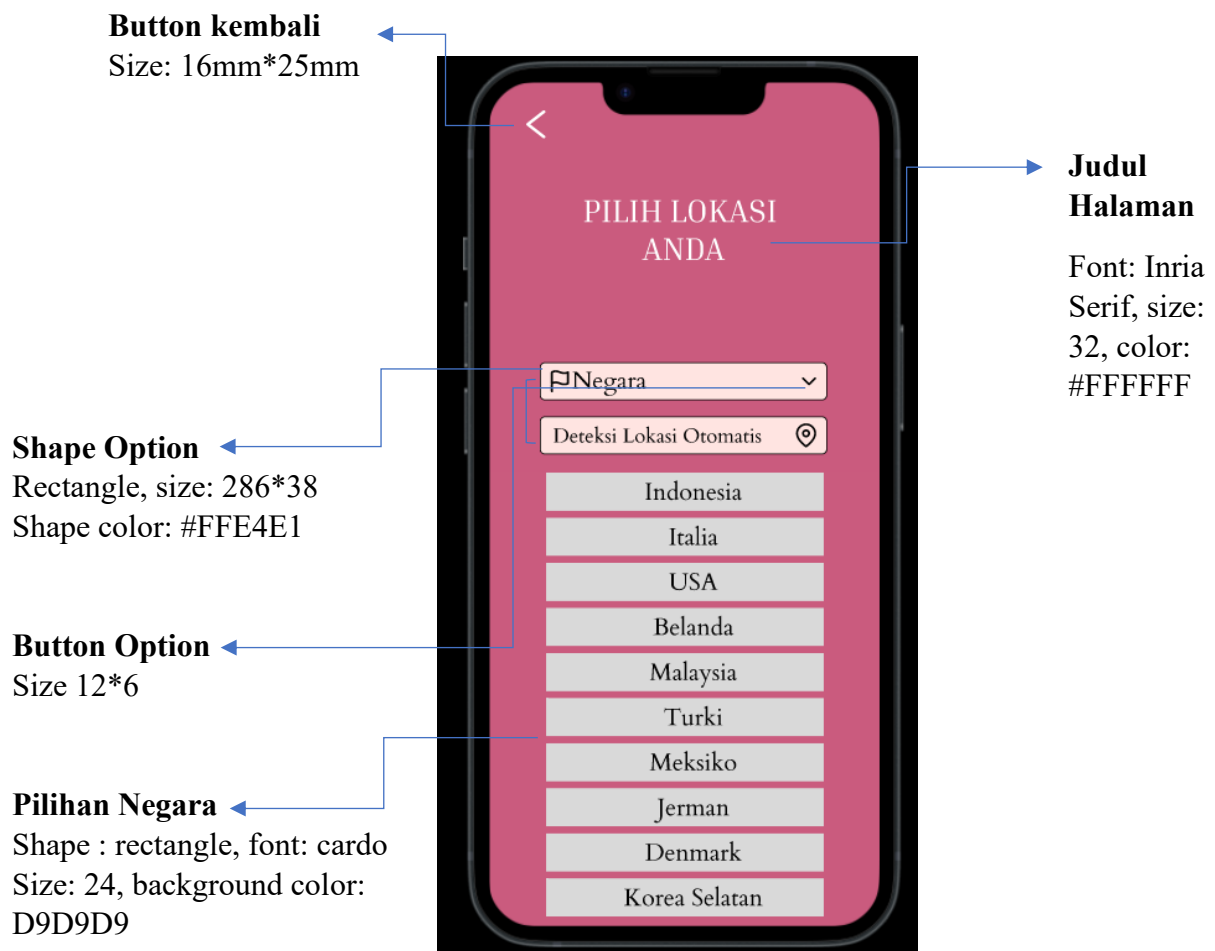 Button kembali
Size: 16mm*25mm
PILIH LOKASI
ANDA
Judul
Halaman
Font: Inria
Serif, size:
32, color:
#FFFFFF
Negara
Deteksi Lokasi Otomatis
Shape Option
Rectangle, size: 286*38
Shape color: #FFE4E1
Button Option
Size 12*6
Pilihan Negara
Shape : rectangle, font: cardo
Size: 24, background color:
D9D9D9
Indonesia
Italia
USA
Belanda
Malaysia
Turki
Meksiko
Jerman
Denmark
Korea Selatan